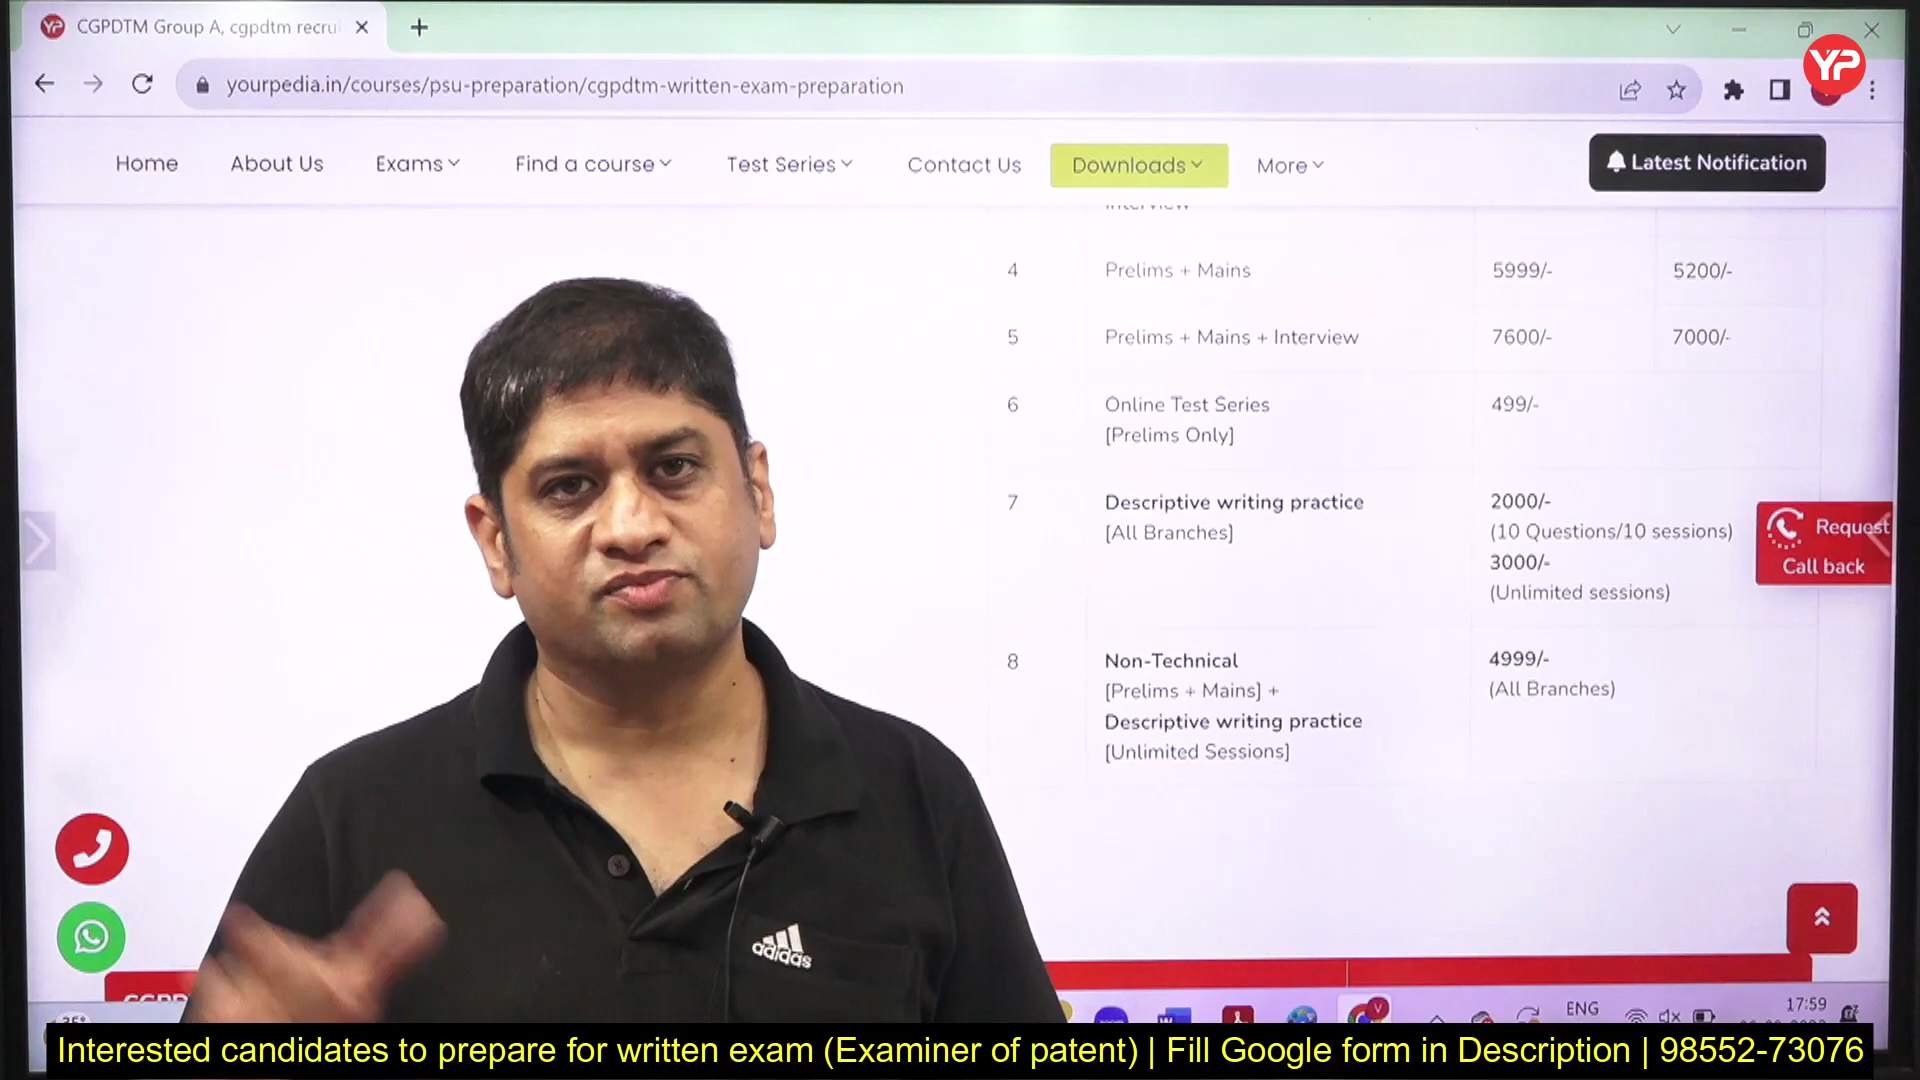 YP CGPDTM Group A, cgpdtm recru
yourpedia.in/courses/psu-preparation/cgpdtm-written-exam-preparation
YP
Home About Us Exams Find a course Test Series Contact Us Downloads More Latest Notification
Interview
4 Prelims + Mains 5999/- 5200/-
5 Prelims + Mains + Interview 7600/- 7000/-
6 Online Test Series 499/-
[Prelims Only]
7 Descriptive writing practice 2000/-
[All Branches] (10 Questions/10 sessions)
3000/-
(Unlimited sessions)
Request
Call back
8 Non-Technical 4999/-
[Prelims + Mains] + (All Branches)
Descriptive writing practice
[Unlimited Sessions]
adidas
CGPD
ENG 17:59
Interested candidates to prepare for written exam (Examiner of patent) | Fill Google form in Description | 98552-73076